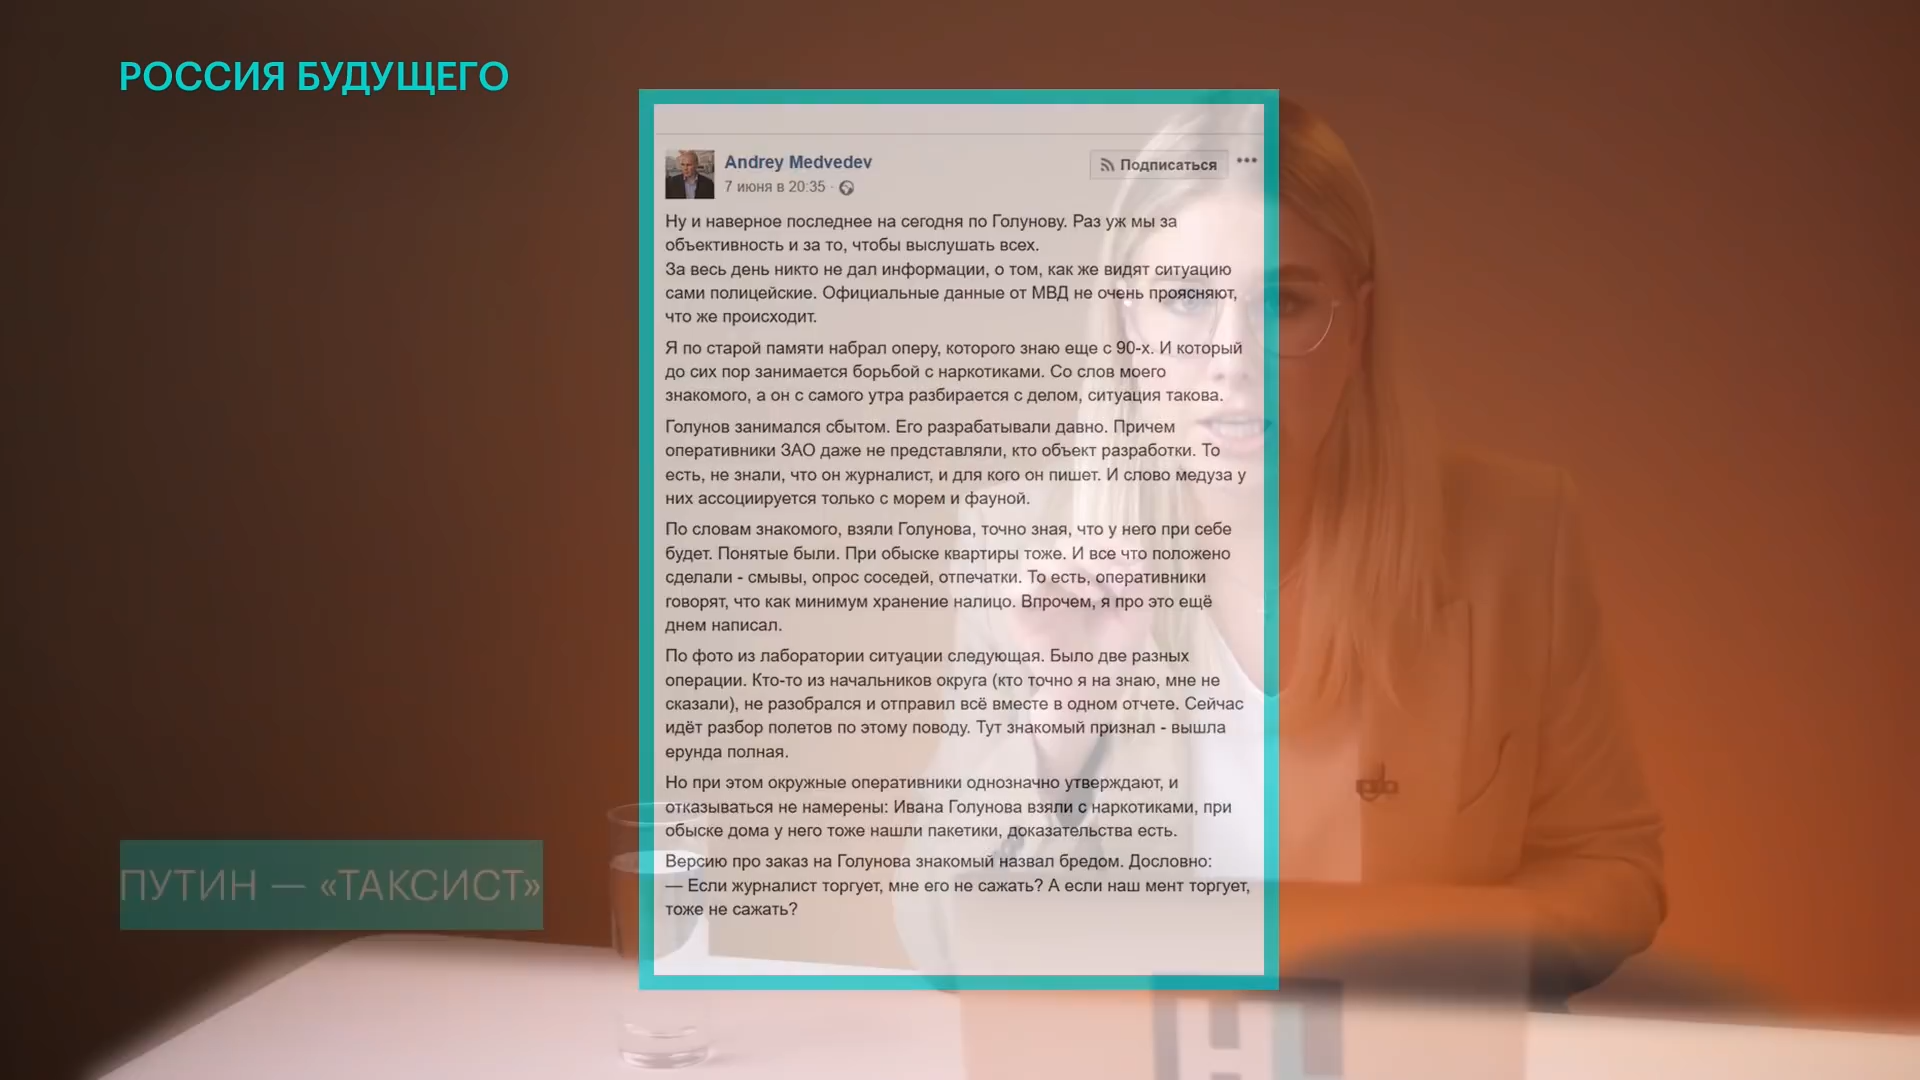 РОССИЯ БУДУЩЕГО
Andrey Medvedev
Подписаться
7 июня в 20:35
Ну и наверное последнее на сегодня по Голунову. Раз уж мы за
объективность и за то, чтобы выслушать всех.
За весь день никто не дал информации, о том, как же видят ситуацию
сами полицейские. Официальные данные от МВД не очень проясняют,
что же происходит.
Я по старой памяти набрал оперу, которого знаю еще с 90-х. И который
до сих пор занимается борьбой с наркотиками. Со слов моего
знакомого, а он с самого утра разбирается с делом, ситуация такова.
Голунов занимался сбытом. Его разрабатывали давно. Причем
оперативники ЗАО даже не представляли, кто объект разработки. То
есть, не знали, что он журналист, и для кого он пишет. И слово медуза у
них ассоциируется только с морем и фауной.
По словам знакомого, взяли Голунова, точно зная, что у него при себе
будет. Понятые были. При обыске квартиры тоже. И все что положено
сделали - смывы, опрос соседей, отпечатки. То есть, оперативники
говорят, что как минимум хранение налицо. Впрочем, я про это ещё
днем написал.
По фото из лаборатории ситуации следующая. Было две разных
операции. Кто-то из начальников округа (кто точно я на знаю, мне не
сказали), не разобрался и отправил всё вместе в одном отчете. Сейчас
идёт разбор полетов по этому поводу. Тут знакомый признал - вышла
ерунда полная.
Но при этом окружные оперативники однозначно утверждают, и
отказываться не намерены: Ивана Голунова взяли с наркотиками, при
обыске дома у него тоже нашли пакетики, доказательства есть.
Версию про заказ на Голунова знакомый назвал бредом. Дословно:
— Если журналист торгует, мне его не сажать? А если наш мент торгует,
тоже не сажать?
ПУТИН — «ТАКСИСТ»